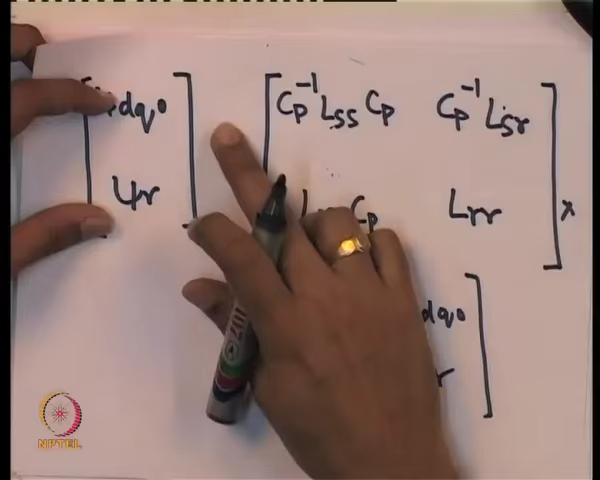 dq0 Cp⁻¹ Lss Cp Cp⁻¹ Lsr
Ψr Cp Lrr x
dq0
r
NPTEL